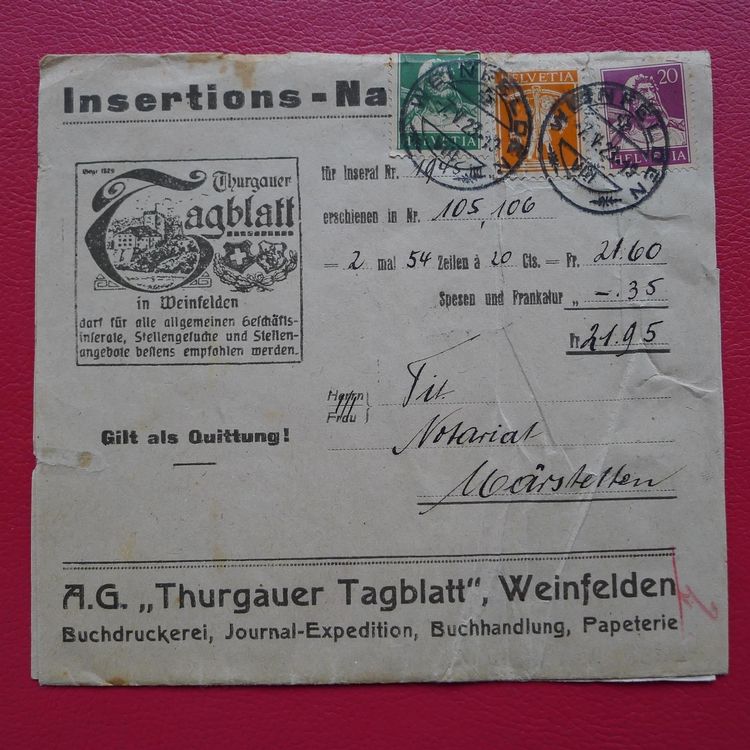 Insertions-Na
HELVETIA
HELVETIA
20
HELVETIA
WEINFELDEN
WEINFELDEN
Thurgauer
Tagblatt
in Weinfelden
darf für alle allgemeinen Geschäfts-
inserate, Stellengesuche und Stellen-
angebote bestens empfohlen werden.
für Inserat Nr.
erschienen in Nr. 105, 106
= 2 mal 54 Zeilen à 20 Cts. = Fr. 21.60
Spesen und Frankatur „ —.35
Fr. 21.95
Herrn
Frau
Tit.
Notariat
Märstetten
Gilt als Quittung!
A.G. „Thurgauer Tagblatt“, Weinfelden
Buchdruckerei, Journal-Expedition, Buchhandlung, Papeterie